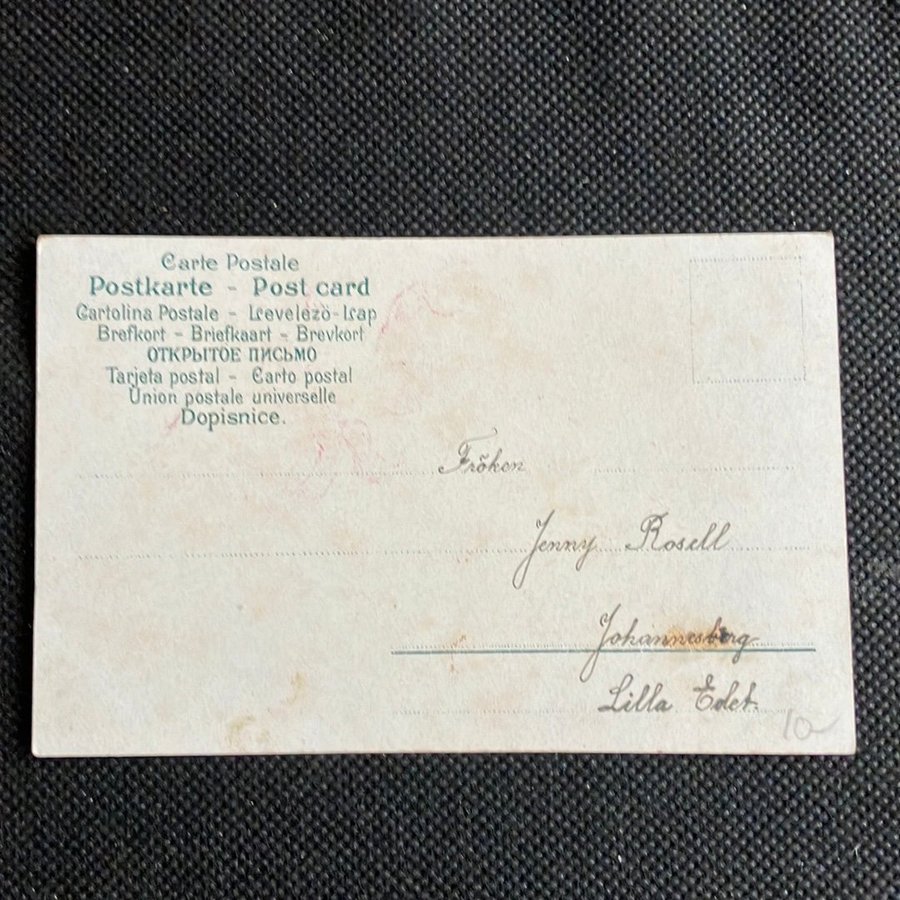 Carte Postale
Postkarte - Post card
Cartolina Postale - Levelezö-Lap
Brefkort - Briefkaart - Brevkort
ОТКРЫТОЕ ПИСЬМО
Tarjeta postal - Carto postal
Union postale universelle
Dopisnice.
Fröken
Jenny Rosell
Johannesberg
Lilla Edet.
10